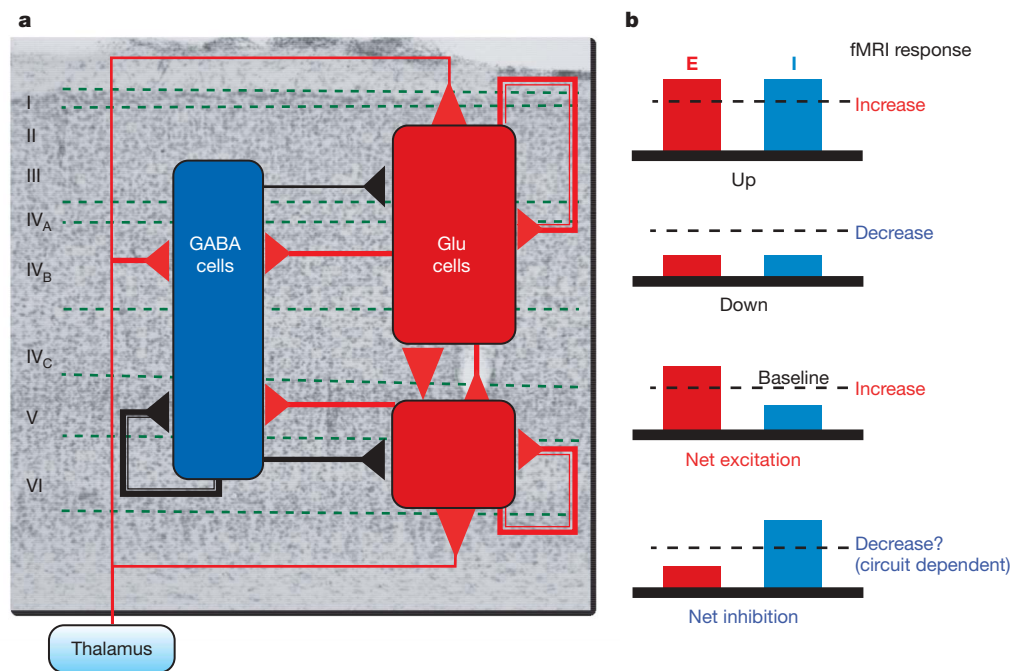 a
I
II
III
IVA
IVB
IVC
V
VI
GABA
cells
Glu
cells
Thalamus
b
fMRI response
E I
Increase
Up
Decrease
Down
Baseline
Increase
Net excitation
Decrease?
(circuit dependent)
Net inhibition